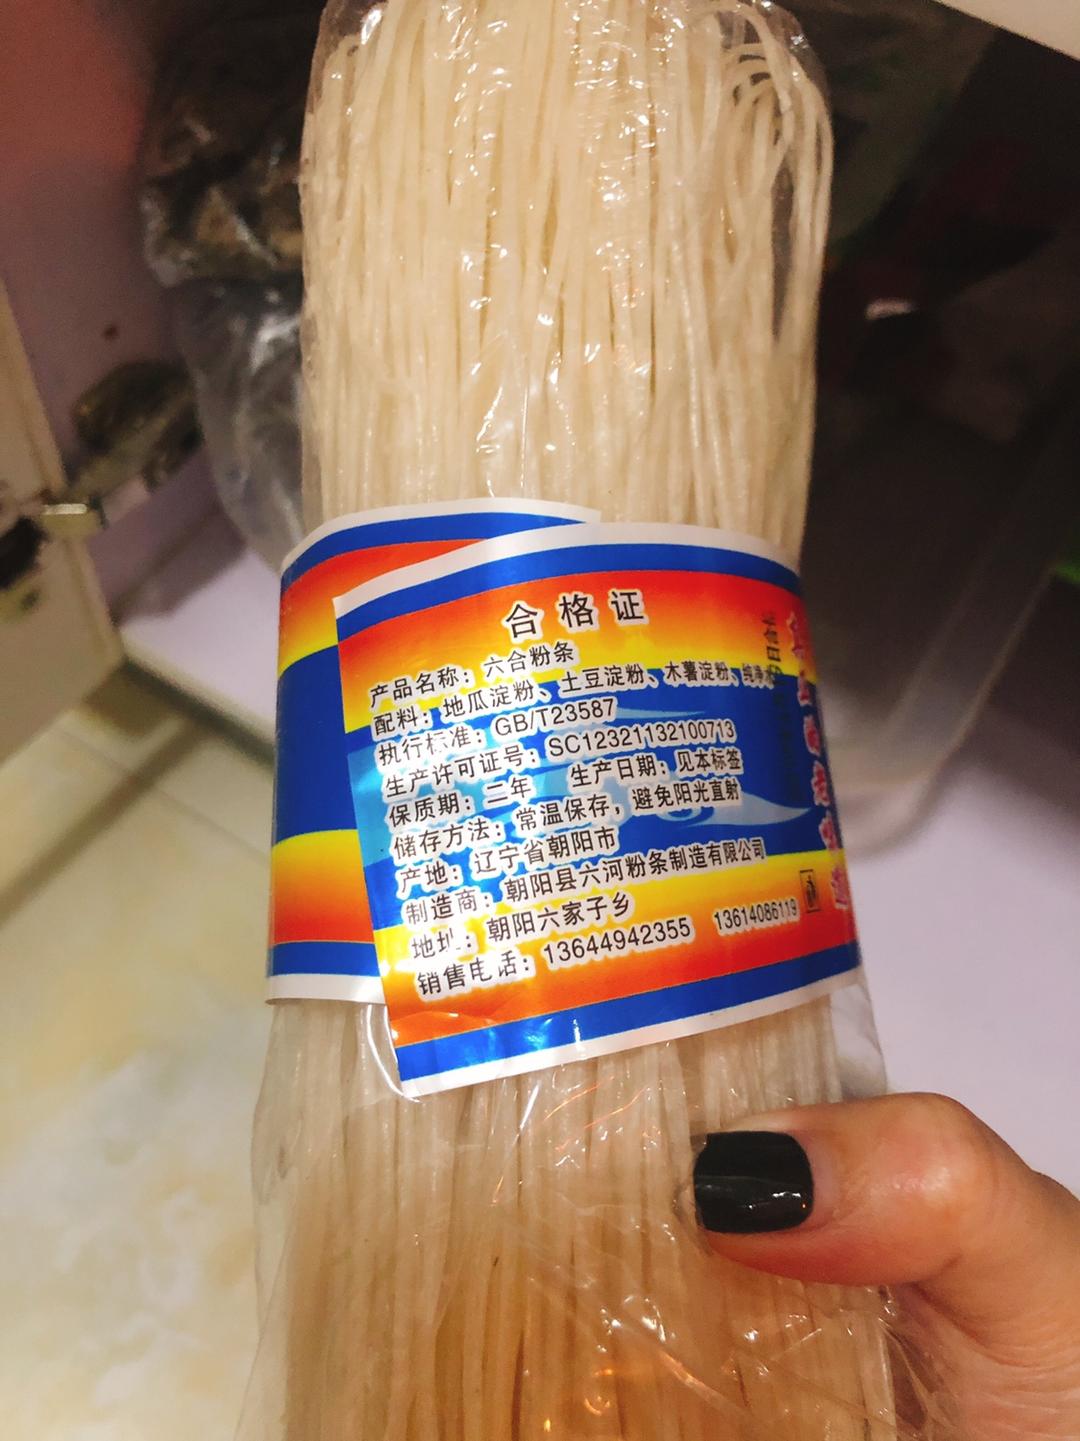 合格证
产品名称：六合粉条
配料：地瓜淀粉、土豆淀粉、木薯淀粉、纯净水
执行标准：GB/T23587
生产许可证号：SC12321132100713
保质期：二年 生产日期：见本标签
储存方法：常温保存，避免阳光直射
产地：辽宁省朝阳市
制造商：朝阳县六河粉条制造有限公司
地址：朝阳六家子乡
销售电话：13644942355 13614086119